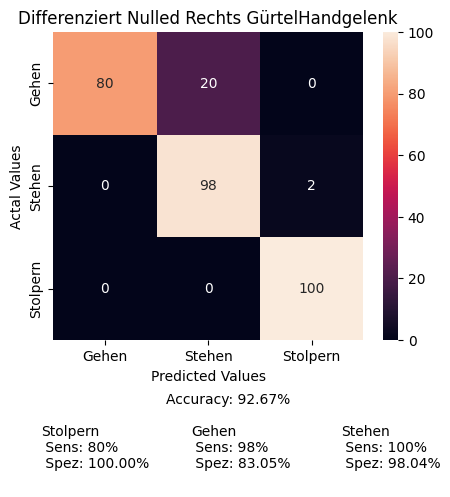 Differenziert Nulled Rechts GürtelHandgelenk
Actal Values
Gehen
Stehen
Stolpern
80 20 0
0 98 2
0 0 100
100
80
60
40
20
0
Gehen Stehen Stolpern
Predicted Values
Accuracy: 92.67%
Stolpern Gehen Stehen
Sens: 80% Sens: 98% Sens: 100%
Spez: 100.00% Spez: 83.05% Spez: 98.04%